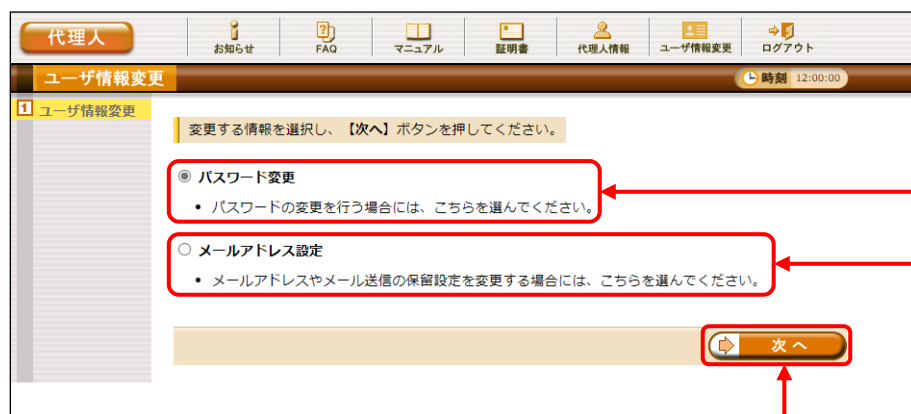 代理人
お知らせ
FAQ
マニュアル
証明書
代理人情報
ユーザ情報変更
ログアウト
ユーザ情報変更
時刻 12:00:00
1 ユーザ情報変更
変更する情報を選択し、【次へ】ボタンを押してください。
パスワード変更
• パスワードの変更を行う場合には、こちらを選んでください。
メールアドレス設定
• メールアドレスやメール送信の保留設定を変更する場合には、こちらを選んでください。
次へ